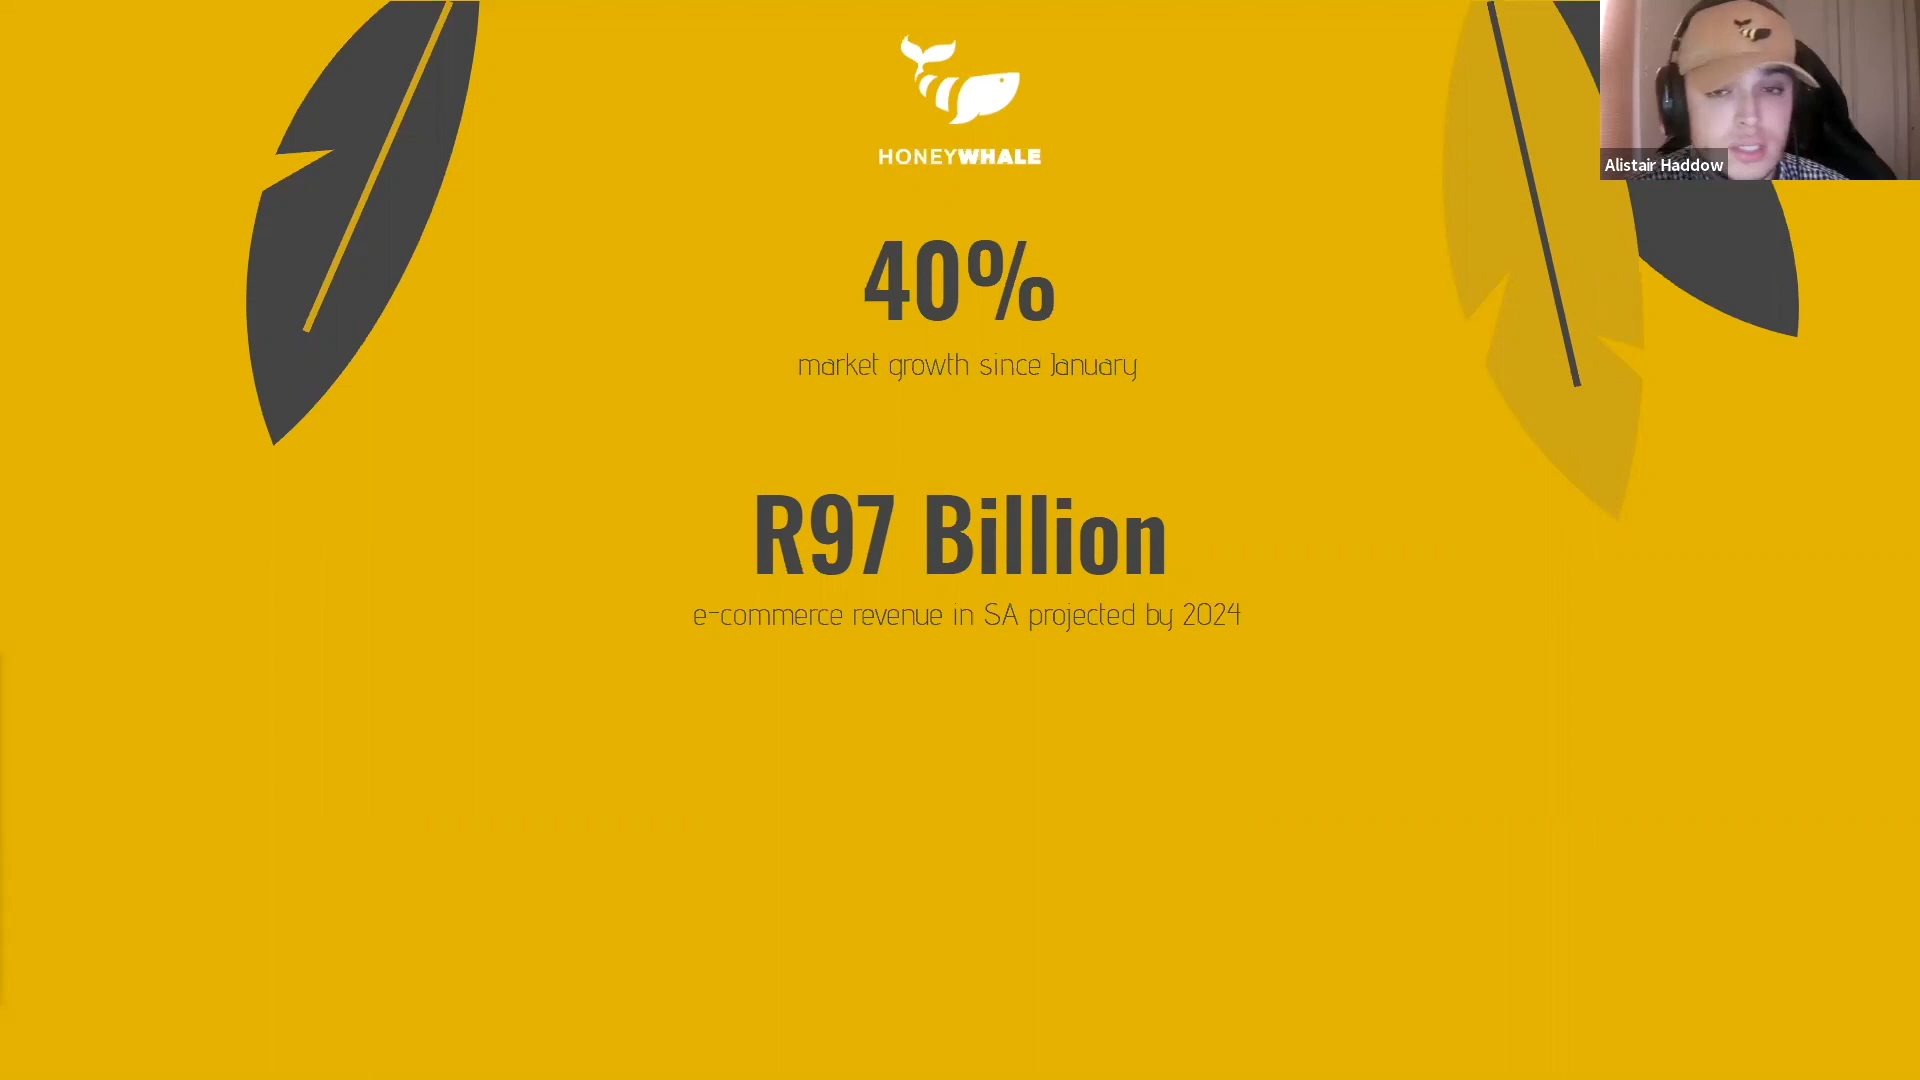 HONEYWHALE
Alistair Haddow
40%
market growth since January
R97 Billion
e-commerce revenue in SA projected by 2024